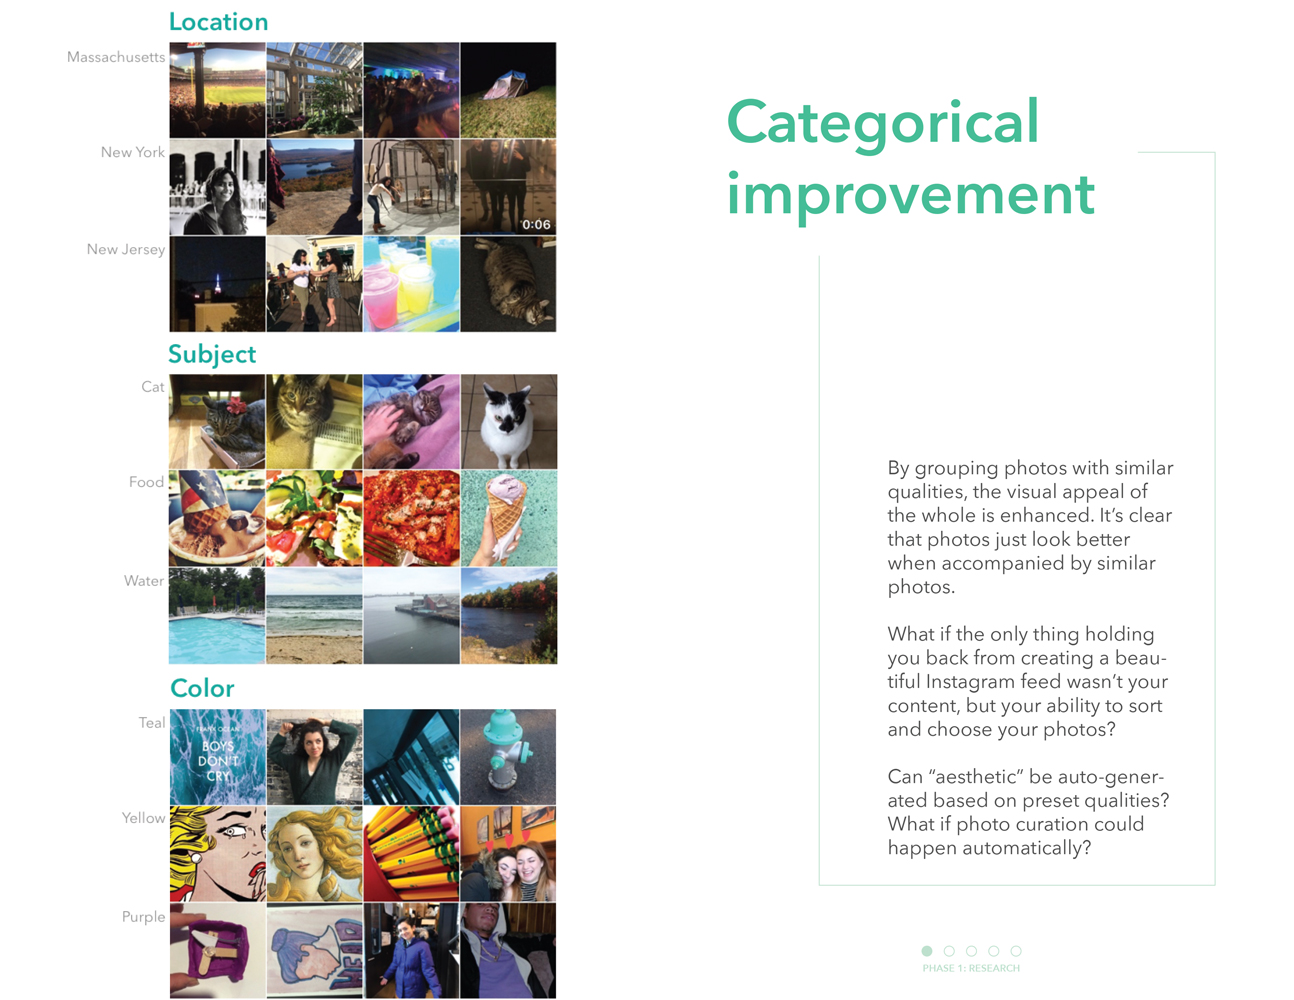 Location
Massachusetts
New York
0:06
New Jersey
Subject
Cat
Food
Water
Color
Teal
FRANK OCEAN
BOYS
DON'T
CRY
Yellow
Purple
Categorical
improvement
By grouping photos with similar
qualities, the visual appeal of
the whole is enhanced. It’s clear
that photos just look better
when accompanied by similar
photos.
What if the only thing holding
you back from creating a beau-
tiful Instagram feed wasn’t your
content, but your ability to sort
and choose your photos?
Can “aesthetic” be auto-gener-
ated based on preset qualities?
What if photo curation could
happen automatically?
PHASE 1: RESEARCH